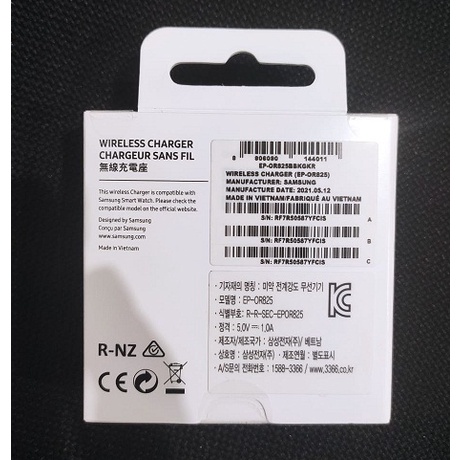 WIRELESS CHARGER
CHARGEUR SANS FIL
無線充電座
This wireless Charger is compatible with
Samsung Smart Watch. Please check the
compatible model on the official website.
Designed by Samsung
Conçu par Samsung
www.samsung.com
Made in Vietnam
R-NZ
CE
8 806090 144011
EP-OR825BBKGKR
WIRELESS CHARGER (EP-OR825)
MANUFACTURER: SAMSUNG
MANUFACTURE DATE: 2021.05.12
MADE IN VIETNAM/FABRIQUÉ AU VIETNAM
S/N: RF7R50587YFCIS A
S/N: RF7R50587YFCIS B
S/N: RF7R50587YFCIS C
· 기자재의 명칭 : 미약 전계강도 무선기기
· 모델명 : EP-OR825
· 식별부호 : R-R-SEC-EPOR825
· 정격 : 5.0V⎓1.0A
· 제조자/제조국가 : 삼성전자(주)/ 베트남
· 상호명 : 삼성전자(주) · 제조연월 : 별도표시
· A/S문의 전화번호 : 1588-3366 / www.3366.co.kr